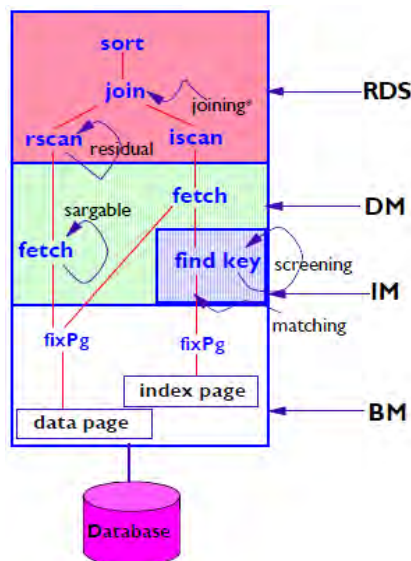 sort
join
joining*
RDS
rscan
residual
iscan
fetch
DM
sargable
fetch
find key
screening
IM
matching
fixPg
fixPg
index page
data page
BM
Database